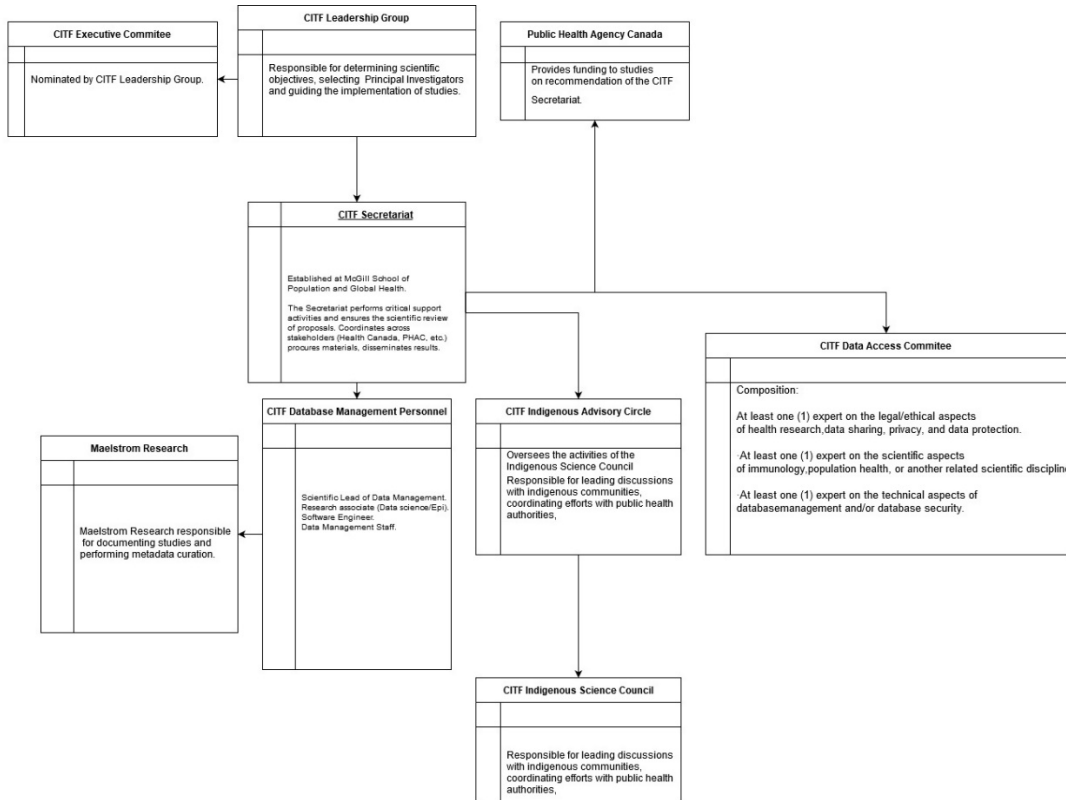 CITF Executive Commitee
Nominated by CITF Leadership Group.
CITF Leadership Group
Responsible for determining scientific
objectives, selecting Principal Investigators
and guiding the implementation of studies.
Public Health Agency Canada
Provides funding to studies
on recommendation of the CITF
Secretariat.
CITF Secretariat
Established at McGill School of
Population and Global Health.
The Secretariat performs critical support
activities and ensures the scientific review
of proposals. Coordinates across
stakeholders (Health Canada, PHAC, etc.)
procures materials, disseminates results.
CITF Data Access Commitee
Composition:
At least one (1) expert on the legal/ethical aspects
of health research,data sharing, privacy, and data protection.
·At least one (1) expert on the scientific aspects
of immunology,population health, or another related scientific discipline
·At least one (1) expert on the technical aspects of
databasemanagement and/or database security.
Maelstrom Research
Maelstrom Research responsible
for documenting studies and
performing metadata curation.
CITF Database Management Personnel
Scientific Lead of Data Management.
Research associate (Data science/Epi).
Software Engineer.
Data Management Staff.
CITF Indigenous Advisory Circle
Oversees the activities of the
Indigenous Science Council
Responsible for leading discussions
with indigenous communities,
coordinating efforts with public health
authorities,
CITF Indigenous Science Council
Responsible for leading discussions
with indigenous communities,
coordinating efforts with public health
authorities,